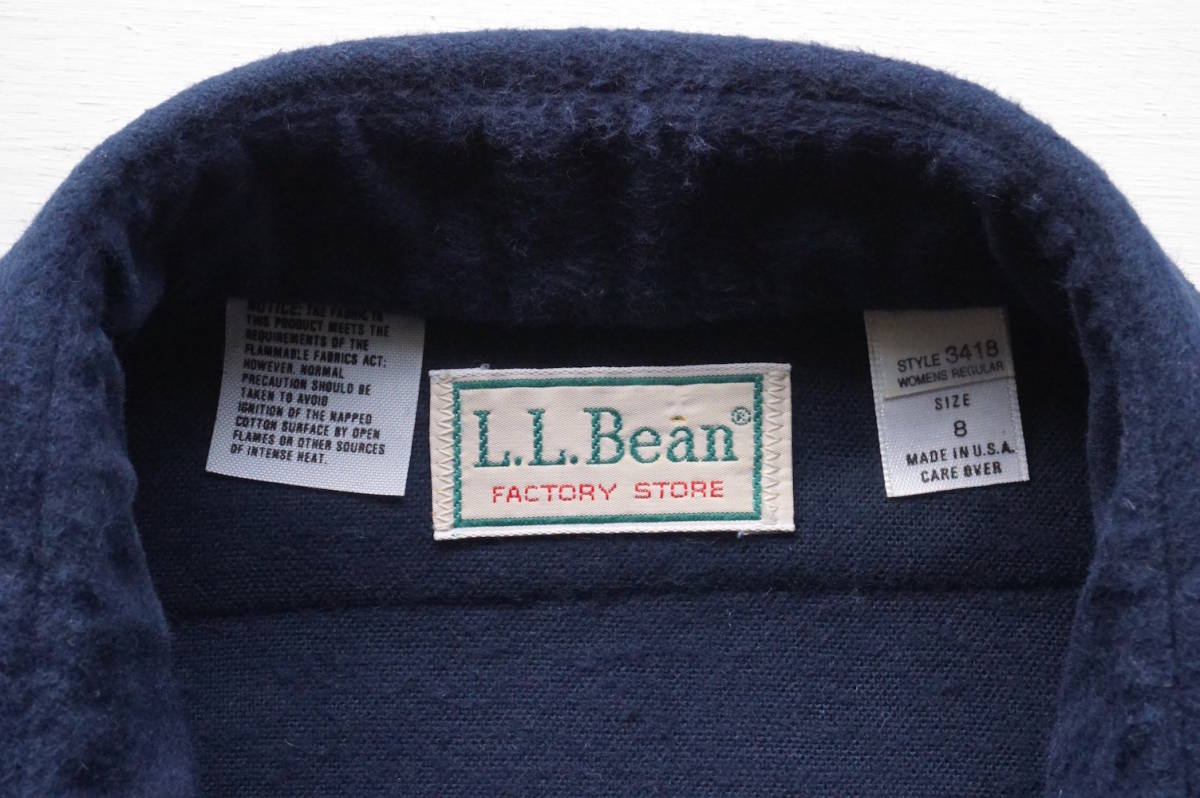 NOTICE: THE FABRIC IN
THIS PRODUCT MEETS THE
REQUIREMENTS OF THE
FLAMMABLE FABRICS ACT;
HOWEVER, NORMAL
PRECAUTION SHOULD BE
TAKEN TO AVOID
IGNITION OF THE NAPPED
COTTON SURFACE BY OPEN
FLAMES OR OTHER SOURCES
OF INTENSE HEAT.
L.L.Bean®
FACTORY STORE
STYLE 3418
WOMENS REGULAR
SIZE
8
MADE IN U.S.A.
CARE OVER